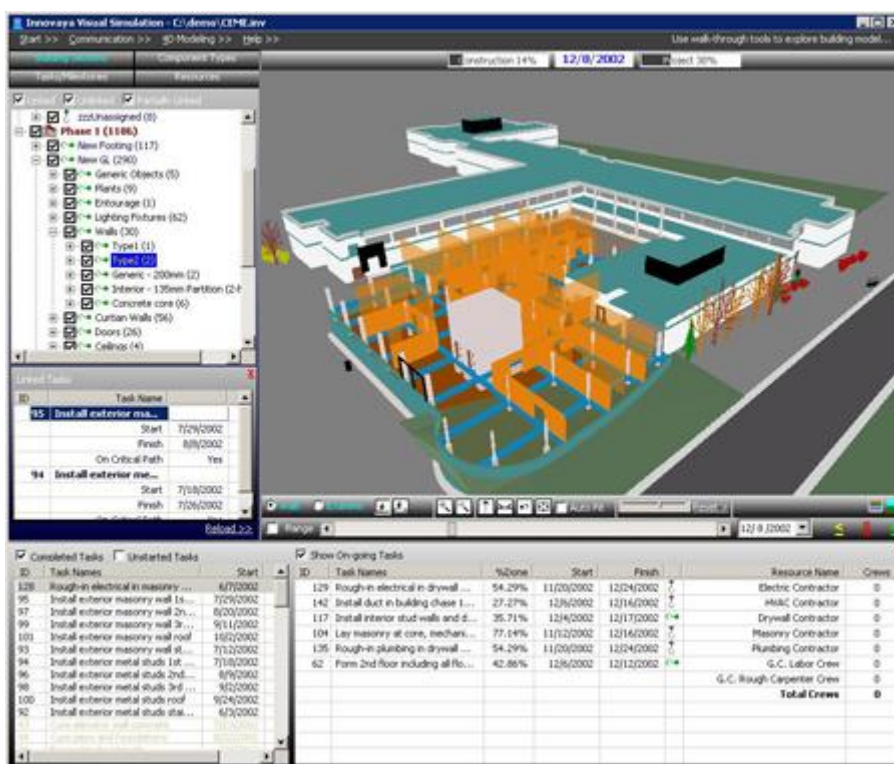 Innovaya Visual Simulation - C:\demo\CEME.inv
Start >> Communication >> 4D Modeling >> Help >> Use walk-through tools to explore building model...
Component Types
Tasks/Milestones Resources
Construction 14% 12/8/2002 Project 30%
Linked Unlinked Partially Linked
zzzUnassigned (8)
Phase 1 (1186)
New Footing (117)
New GL (290)
Generic Objects (5)
Plants (9)
Entourage (1)
Lighting Fixtures (62)
Walls (30)
Type1 (1)
Type2 (2)
Generic - 200mm (2)
Interior - 135mm Partition (2-h
Concrete core (6)
Curtian Walls (56)
Doors (26)
Ceilings (4)
Linked Tasks X
ID Task Name
95 Install exterior ma...
Start 7/29/2002
Finish 8/8/2002
On Critical Path Yes
94 Install exterior me...
Start 7/18/2002
Finish 7/26/2002
Reload >>
Auto Fit Reset
Range 12/ 8 /2002
Completed Tasks Unstarted Tasks
ID Task Names Start
128 Rough-in electrical in masonry ... 6/7/2002
95 Install exterior masonry wall 1s... 7/29/2002
97 Install exterior masonry wall 2n... 8/20/2002
99 Install exterior masonry wall 3r... 9/11/2002
101 Install exterior masonry wall roof 10/2/2002
93 Install exterior masonry wall st... 7/12/2002
94 Install exterior metal studs 1st ... 7/18/2002
96 Install exterior metal studs 2nd... 8/9/2002
98 Install exterior metal studs 3rd ... 9/2/2002
100 Install exterior metal studs roof 9/24/2002
92 Install exterior metal studs stai... 6/3/2002
Show On-going Tasks
ID Task Names %Done Start Finish Resource Name Crews
129 Rough-in electrical in drywall ... 54.29% 11/20/2002 12/24/2002 Electric Contractor 0
142 Install duct in building chase 1... 27.27% 12/6/2002 12/16/2002 HVAC Contractor 0
117 Install interior stud walls and d... 35.71% 12/4/2002 12/17/2002 Drywall Contractor 0
104 Lay masonry at core, mechani... 77.14% 11/12/2002 12/16/2002 Masonry Contractor 0
135 Rough-in plumbing in drywall ... 54.29% 11/20/2002 12/24/2002 Plumbing Contractor 0
62 Form 2nd floor including all flo... 42.86% 12/6/2002 12/12/2002 G.C. Labor Crew 0
G.C. Rough Carpenter Crew 0
Total Crews 0